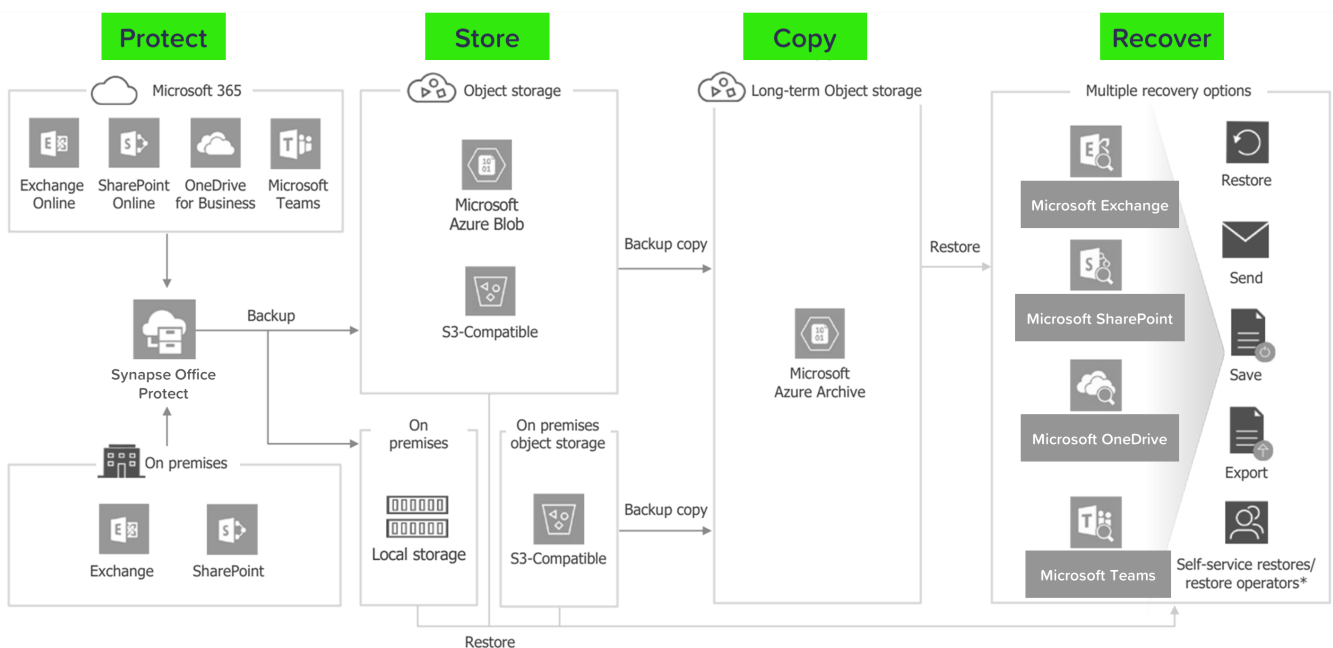 Protect
Store
Copy
Recover
Microsoft 365
Exchange
Online
SharePoint
Online
OneDrive
for Business
Microsoft
Teams
Synapse Office
Protect
On premises
Exchange
SharePoint
Backup
Object storage
Microsoft
Azure Blob
S3-Compatible
On
premises
Local storage
On premises
object storage
S3-Compatible
Backup copy
Backup copy
Long-term Object storage
Microsoft
Azure Archive
Restore
Multiple recovery options
Microsoft Exchange
Microsoft SharePoint
Microsoft OneDrive
Microsoft Teams
Restore
Send
Save
Export
Self-service restores/
restore operators*
Restore